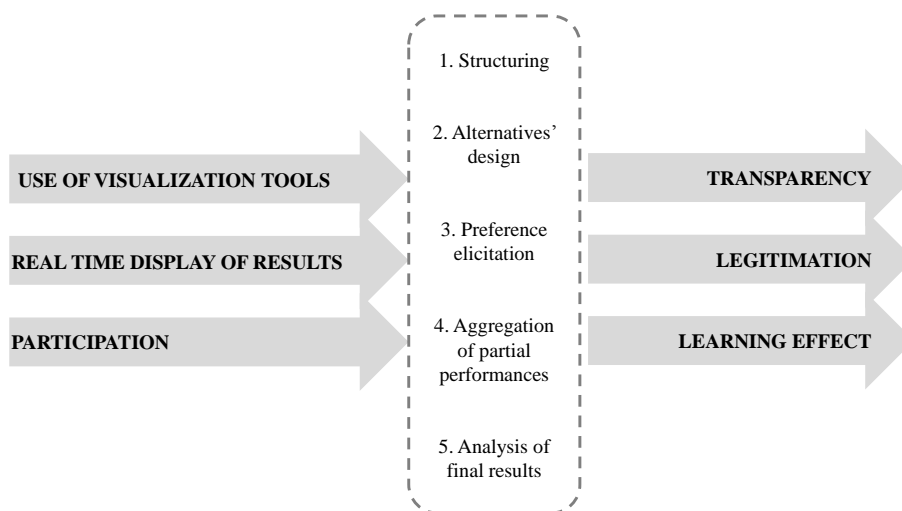 USE OF VISUALIZATION TOOLS
REAL TIME DISPLAY OF RESULTS
PARTICIPATION
1. Structuring
2. Alternatives’
design
3. Preference
elicitation
4. Aggregation
of partial
performances
5. Analysis of
final results
TRANSPARENCY
LEGITIMATION
LEARNING EFFECT